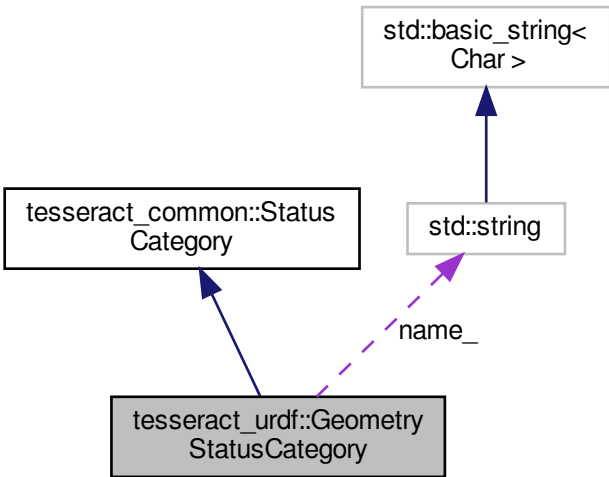 std::basic_string<
Char >
tesseract_common::Status
Category
std::string
name_
tesseract_urdf::Geometry
StatusCategory